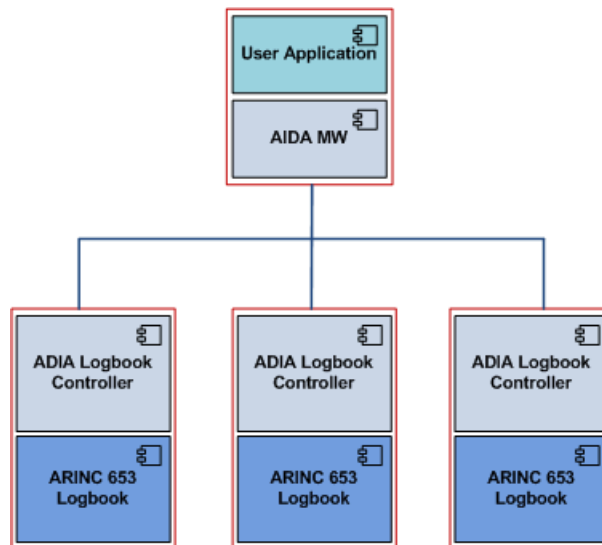 User Application
AIDA MW
ADIA Logbook
Controller
ADIA Logbook
Controller
ADIA Logbook
Controller
ARINC 653
Logbook
ARINC 653
Logbook
ARINC 653
Logbook